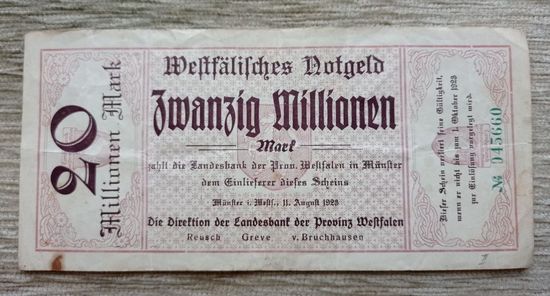 20
Millionen Mark
Westfälisches Notgeld
Zwanzig Millionen
Mark
zahlt die Landesbank der Prov. Westfalen in Münster
dem Einlieferer dieses Scheins
Münster i. Westf., 11. August 1923
Die Direktion der Landesbank der Provinz Westfalen
Reusch Greve v. Bruchhausen
Dieser Schein verliert seine Gültigkeit,
wenn er nicht bis zum 1. Oktober 1923
zur Einlösung vorgelegt wird.
№ 045660